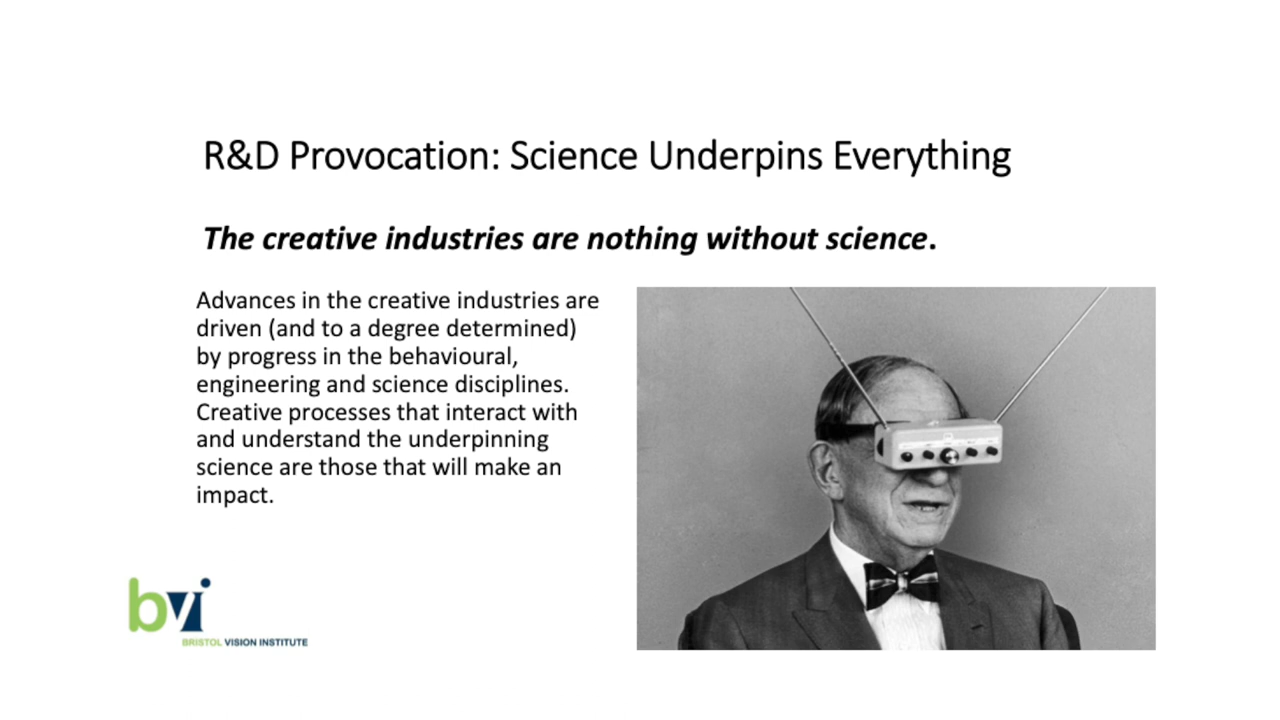 R&D Provocation: Science Underpins Everything
The creative industries are nothing without science.
Advances in the creative industries are
driven (and to a degree determined)
by progress in the behavioural,
engineering and science disciplines.
Creative processes that interact with
and understand the underpinning
science are those that will make an
impact.
bvi
BRISTOL VISION INSTITUTE